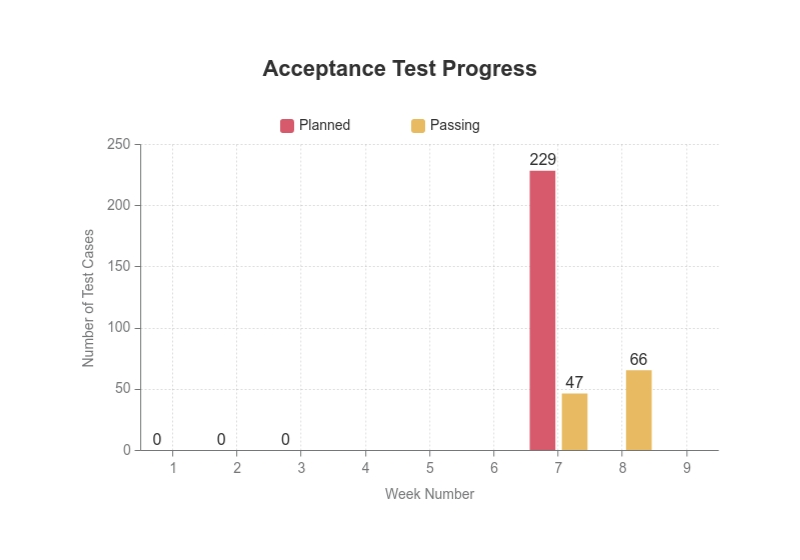 Acceptance Test Progress
Planned Passing
250
200
150
100
50
0
Number of Test Cases
0 0 0 229 47 66
1 2 3 4 5 6 7 8 9
Week Number